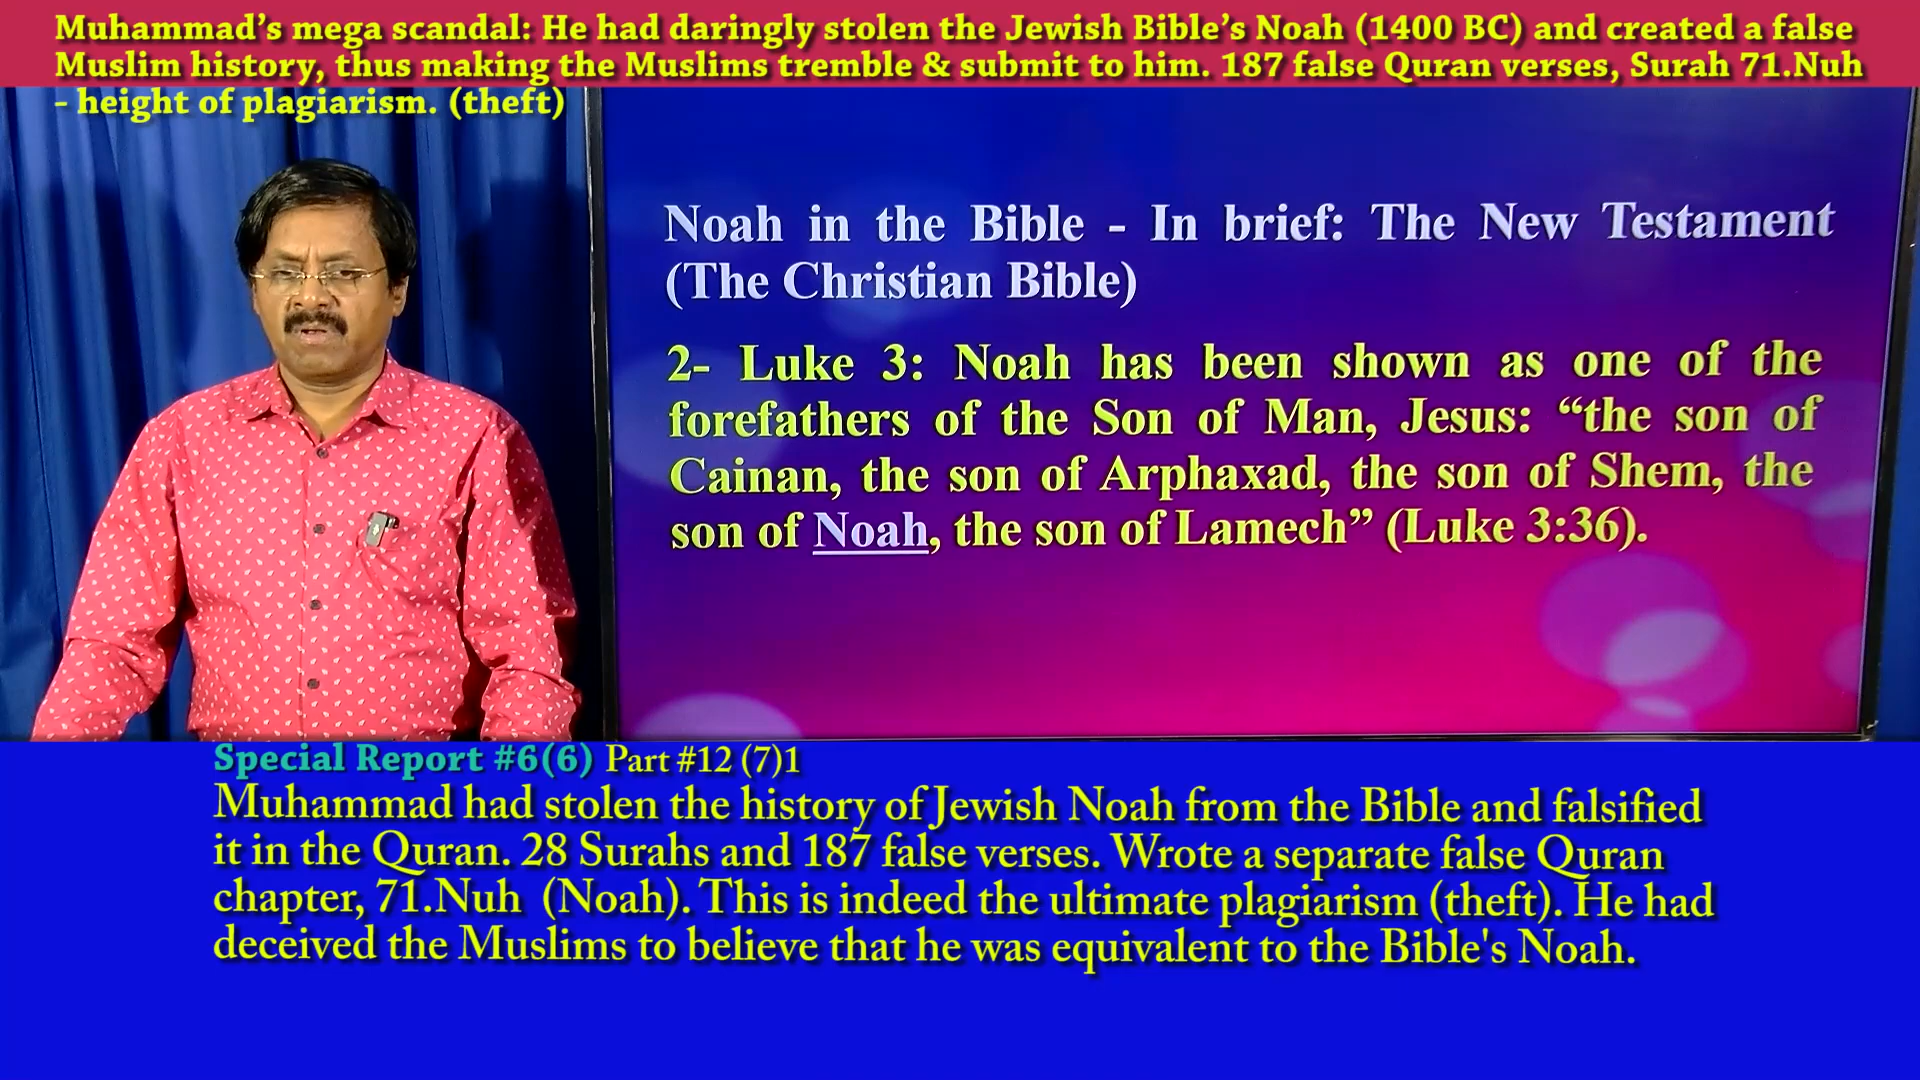 Muhammad’s mega scandal: He had daringly stolen the Jewish Bible’s Noah (1400 BC) and created a false
Muslim history, thus making the Muslims tremble & submit to him. 187 false Quran verses, Surah 71.Nuh
- height of plagiarism. (theft)
Noah in the Bible - In brief: The New Testament
(The Christian Bible)
2- Luke 3: Noah has been shown as one of the
forefathers of the Son of Man, Jesus: “the son of
Cainan, the son of Arphaxad, the son of Shem, the
son of Noah, the son of Lamech” (Luke 3:36).
Special Report #6(6) Part #12 (7)1
Muhammad had stolen the history of Jewish Noah from the Bible and falsified
it in the Quran. 28 Surahs and 187 false verses. Wrote a separate false Quran
chapter, 71.Nuh (Noah). This is indeed the ultimate plagiarism (theft). He had
deceived the Muslims to believe that he was equivalent to the Bible's Noah.